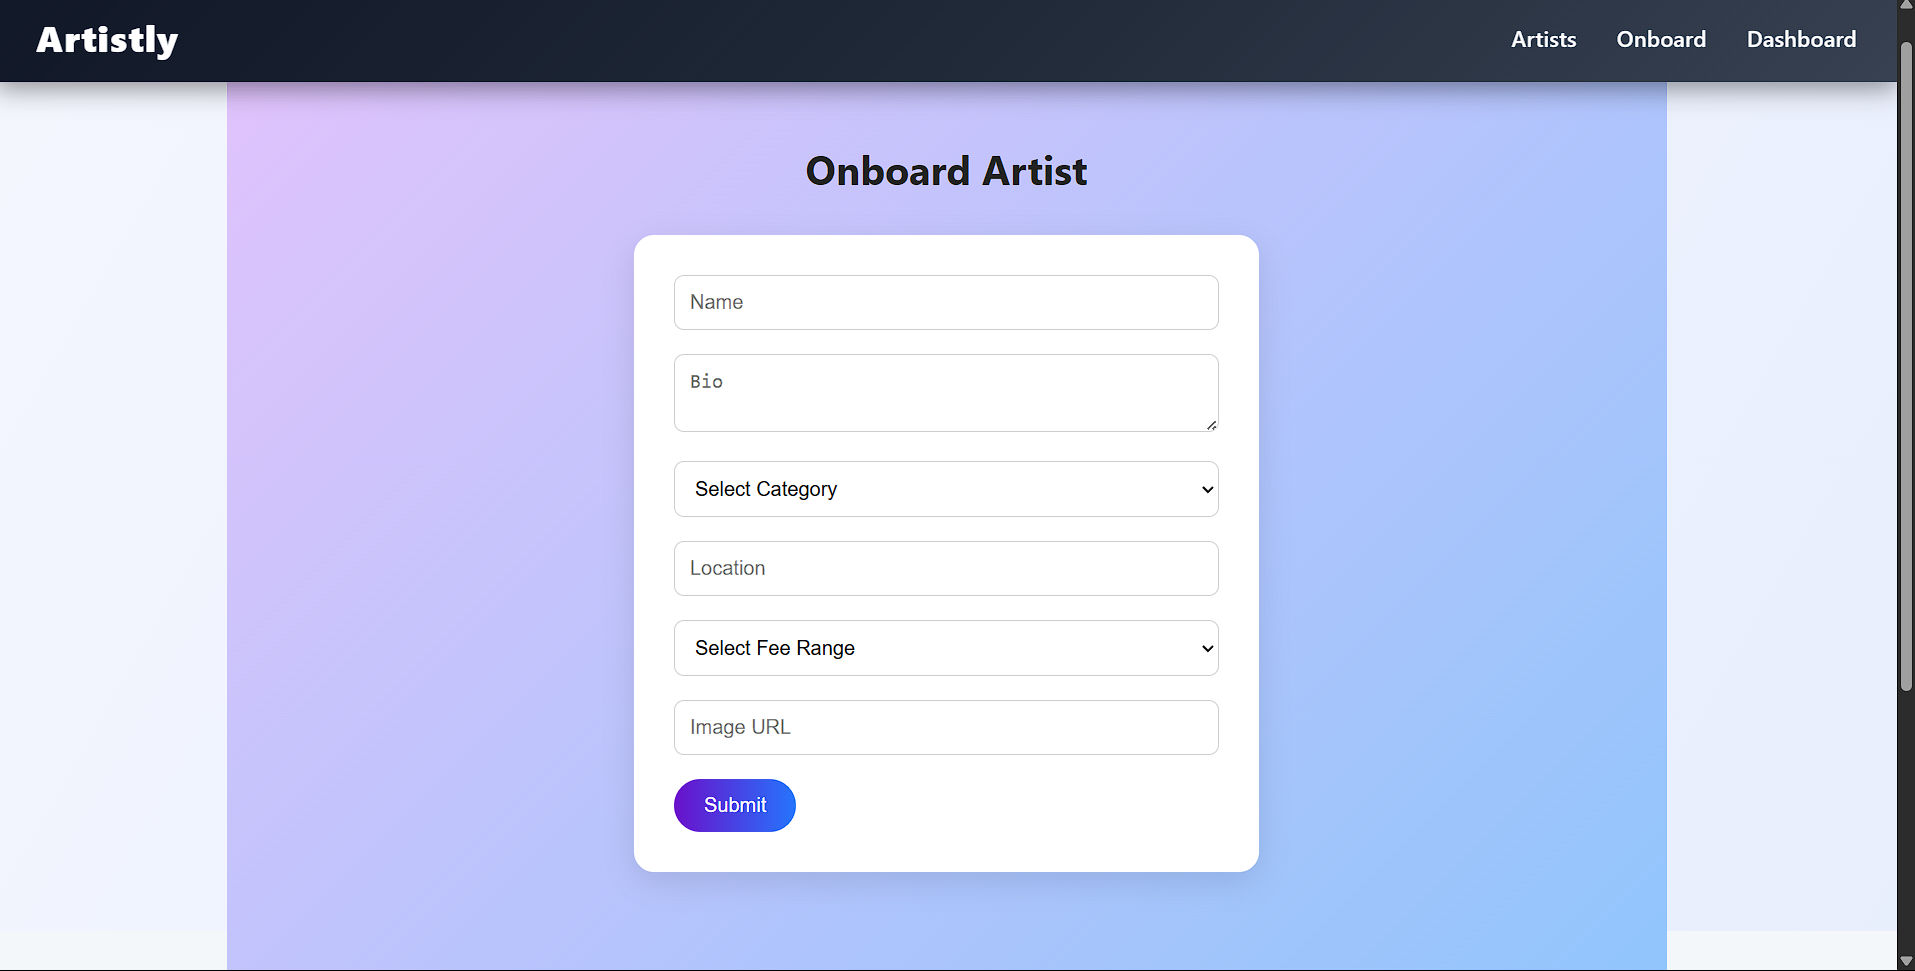 Artistly
Artists Onboard Dashboard
Onboard Artist
Name
Bio
Select Category
Location
Select Fee Range
Image URL
Submit